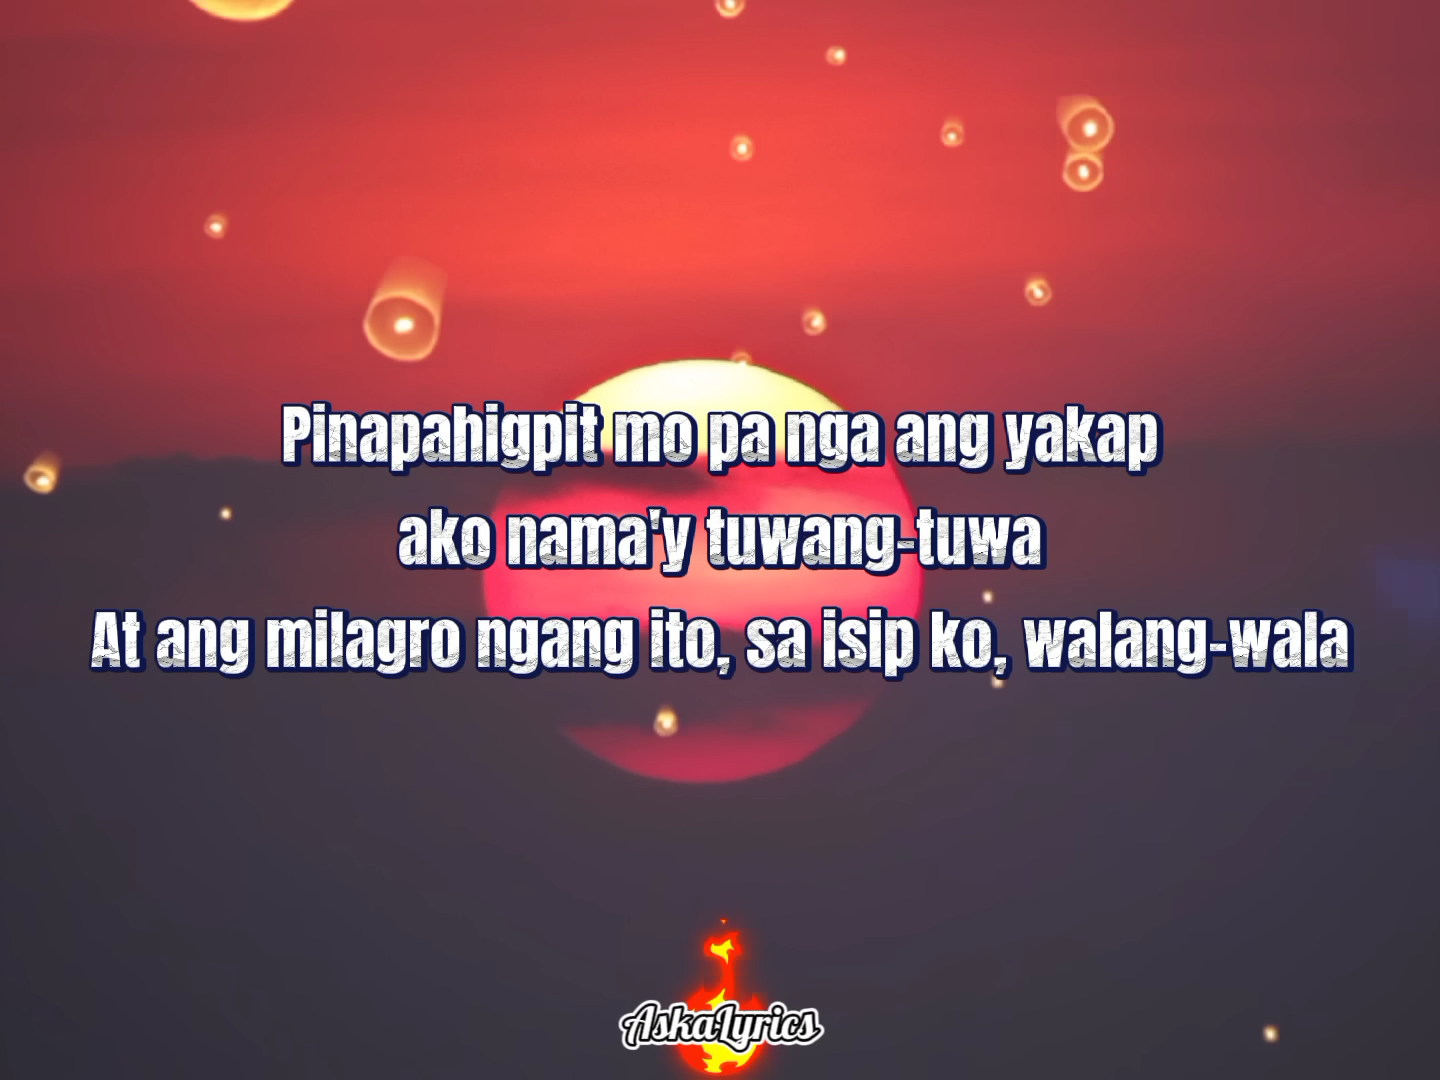 Pinapahigpit mo pa nga ang yakap
ako nama'y tuwang-tuwa
At ang milagro ngang ito, sa isip ko, walang-wala
AskaLyrics